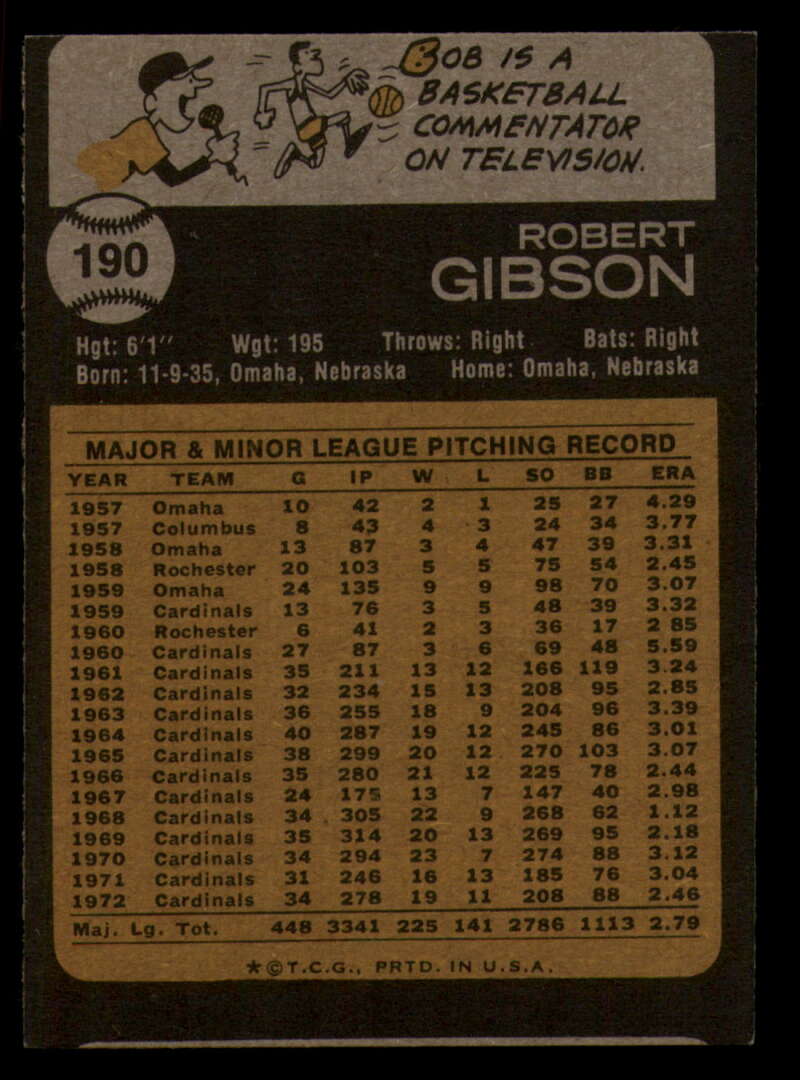 BOB IS A
BASKETBALL
COMMENTATOR
ON TELEVISION.
190
ROBERT
GIBSON
Hgt: 6'1" Wgt: 195 Throws: Right Bats: Right
Born: 11-9-35, Omaha, Nebraska Home: Omaha, Nebraska
MAJOR & MINOR LEAGUE PITCHING RECORD
YEAR TEAM G IP W L SO BB ERA
1957 Omaha 10 42 2 1 25 27 4.29
1957 Columbus 8 43 4 3 24 34 3.77
1958 Omaha 13 87 3 4 47 39 3.31
1958 Rochester 20 103 5 5 75 54 2.45
1959 Omaha 24 135 9 9 98 70 3.07
1959 Cardinals 13 76 3 5 48 39 3.32
1960 Rochester 6 41 2 3 36 17 2 85
1960 Cardinals 27 87 3 6 69 48 5.59
1961 Cardinals 35 211 13 12 166 119 3.24
1962 Cardinals 32 234 15 13 208 95 2.85
1963 Cardinals 36 255 18 9 204 96 3.39
1964 Cardinals 40 287 19 12 245 86 3.01
1965 Cardinals 38 299 20 12 270 103 3.07
1966 Cardinals 35 280 21 12 225 78 2.44
1967 Cardinals 24 175 13 7 147 40 2.98
1968 Cardinals 34 305 22 9 268 62 1.12
1969 Cardinals 35 314 20 13 269 95 2.18
1970 Cardinals 34 294 23 7 274 88 3.12
1971 Cardinals 31 246 16 13 185 76 3.04
1972 Cardinals 34 278 19 11 208 88 2.46
Maj. Lg. Tot. 448 3341 225 141 2786 1113 2.79
★©T.C.G., PRTD. IN U.S.A.